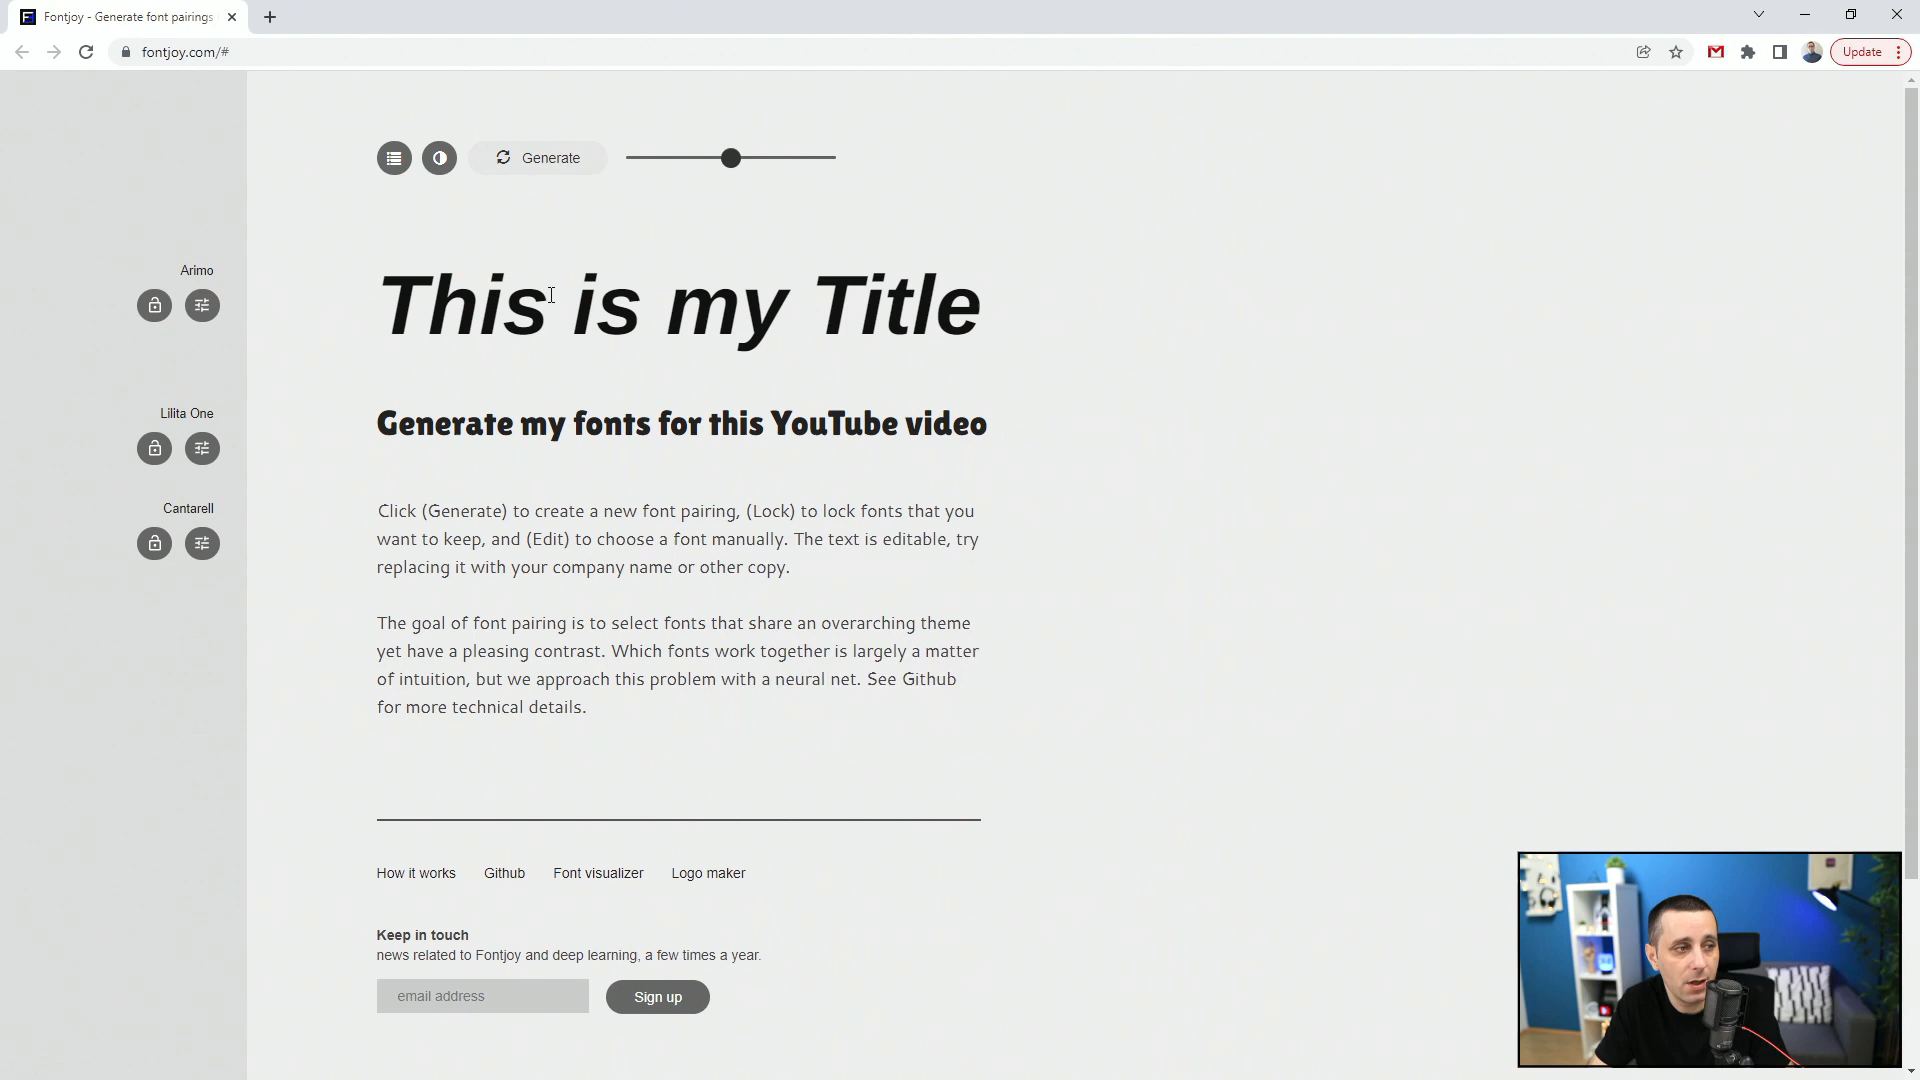 Fontjoy - Generate font pairings
fontjoy.com/#
Update
Generate
Arimo
This is my Title
Lilita One
Generate my fonts for this YouTube video
Cantarell
Click (Generate) to create a new font pairing, (Lock) to lock fonts that you
want to keep, and (Edit) to choose a font manually. The text is editable, try
replacing it with your company name or other copy.
The goal of font pairing is to select fonts that share an overarching theme
yet have a pleasing contrast. Which fonts work together is largely a matter
of intuition, but we approach this problem with a neural net. See Github
for more technical details.
How it works Github Font visualizer Logo maker
Keep in touch
news related to Fontjoy and deep learning, a few times a year.
email address Sign up